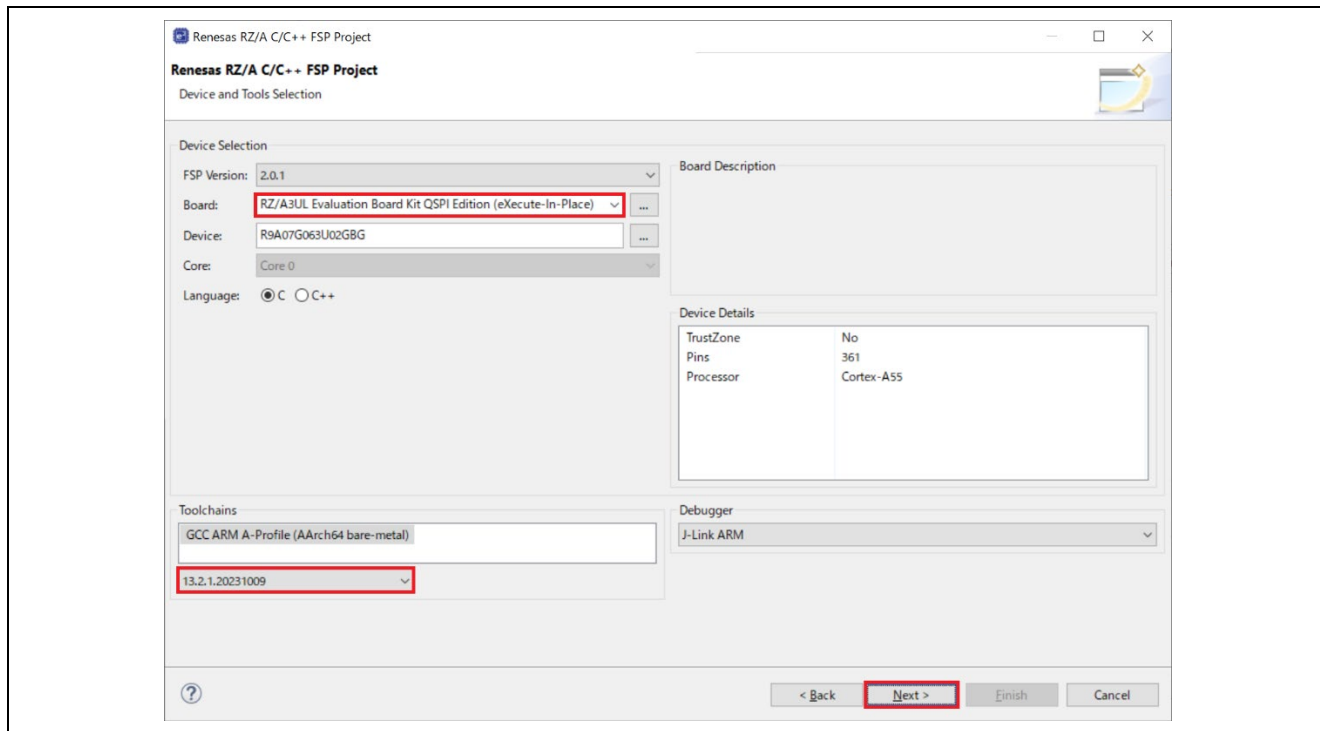 Renesas RZ/A C/C++ FSP Project
Renesas RZ/A C/C++ FSP Project
Device and Tools Selection
Device Selection
FSP Version: 2.0.1
Board: RZ/A3UL Evaluation Board Kit QSPI Edition (eXecute-In-Place) ...
Device: R9A07G063U02GBG ...
Core: Core 0
Language: C C++
Board Description
Device Details
TrustZone No
Pins 361
Processor Cortex-A55
Toolchains
GCC ARM A-Profile (AArch64 bare-metal)
13.2.1.20231009
Debugger
J-Link ARM
?
< Back Next > Finish Cancel